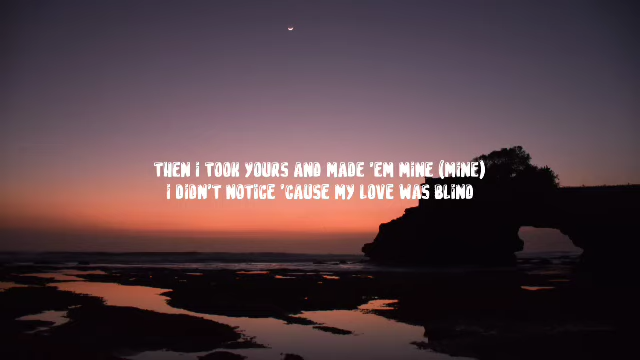 THEN I TOOK YOURS AND MADE 'EM MINE (MINE)
I DIDN'T NOTICE 'CAUSE MY LOVE WAS BLIND